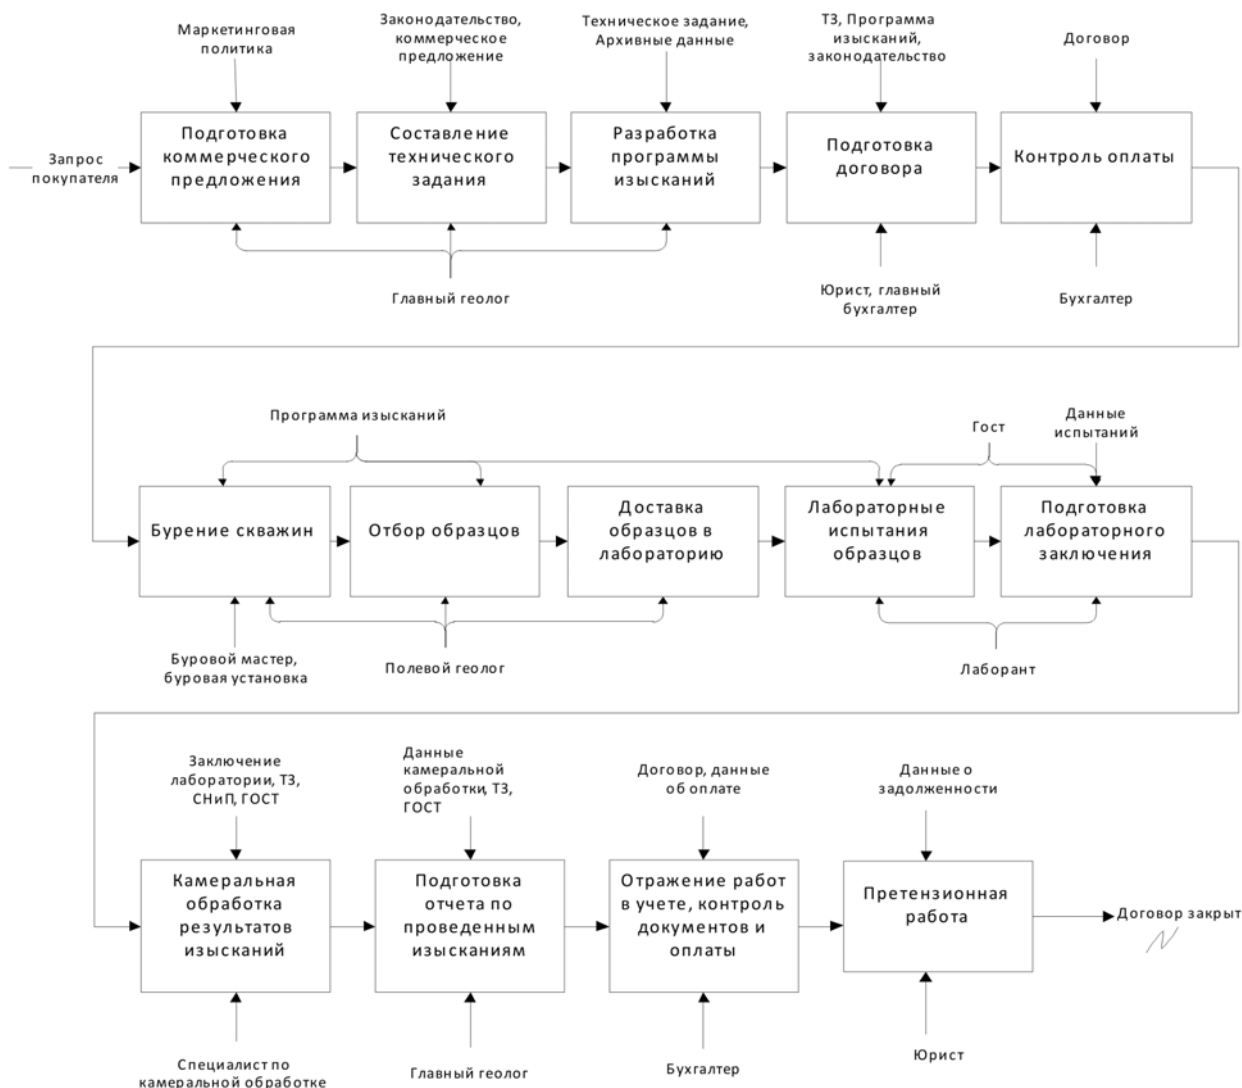 Маркетинговая
политика
Законодательство,
коммерческое
предложение
Техническое задание,
Архивные данные
ТЗ, Программа
изысканий,
законодательство
Договор
Запрос
покупателя
Подготовка
коммерческого
предложения
Составление
технического
задания
Разработка
программы
изысканий
Подготовка
договора
Контроль оплаты
Главный геолог
Юрист, главный
бухгалтер
Бухгалтер
Программа изысканий
Гост
Данные
испытаний
Бурение скважин
Отбор образцов
Доставка
образцов в
лабораторию
Лабораторные
испытания
образцов
Подготовка
лабораторного
заключения
Буровой мастер,
буровая установка
Полевой геолог
Лаборант
Заключение
лаборатории, ТЗ,
СНиП, ГОСТ
Данные
камеральной
обработки, ТЗ,
ГОСТ
Договор, данные
об оплате
Данные о
задолженности
Камеральная
обработка
результатов
изысканий
Подготовка
отчета по
проведенным
изысканиям
Отражение работ
в учете, контроль
документов и
оплаты
Претензионная
работа
Договор закрыт
Специалист по
камеральной обработке
Главный геолог
Бухгалтер
Юрист